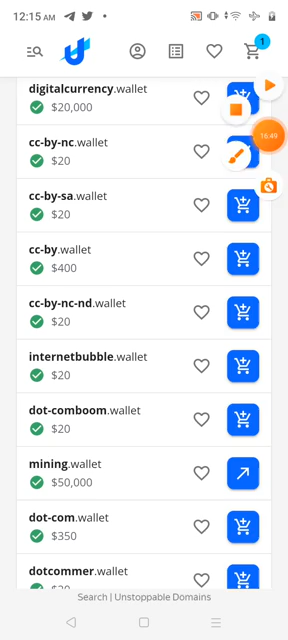 12:15 AM
1
digitalcurrency.wallet
$20,000
16:49
cc-by-nc.wallet
$20
cc-by-sa.wallet
$20
cc-by.wallet
$400
cc-by-nc-nd.wallet
$20
internetbubble.wallet
$20
dot-comboom.wallet
$20
mining.wallet
$50,000
dot-com.wallet
$350
dotcommer.wallet
$20
Search | Unstoppable Domains